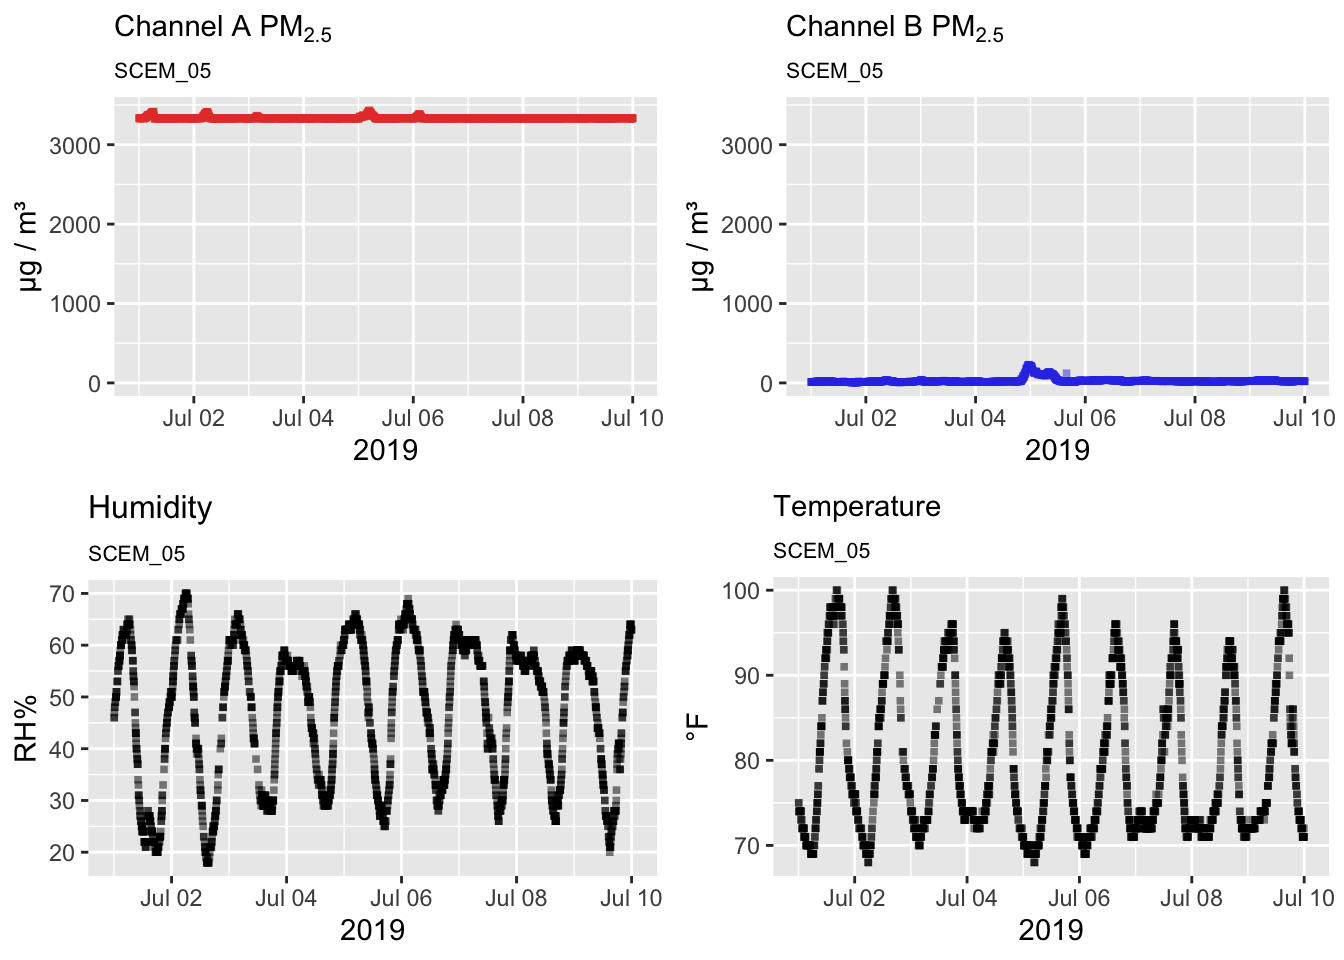 Channel A PM2.5
SCEM_05
3000
2000
1000
0
µg / m³
Jul 02 Jul 04 Jul 06 Jul 08 Jul 10
2019
Channel B PM2.5
SCEM_05
3000
2000
1000
0
µg / m³
Jul 02 Jul 04 Jul 06 Jul 08 Jul 10
2019
Humidity
SCEM_05
70
60
50
40
30
20
RH%
Jul 02 Jul 04 Jul 06 Jul 08 Jul 10
2019
Temperature
SCEM_05
100
90
80
70
°F
Jul 02 Jul 04 Jul 06 Jul 08 Jul 10
2019